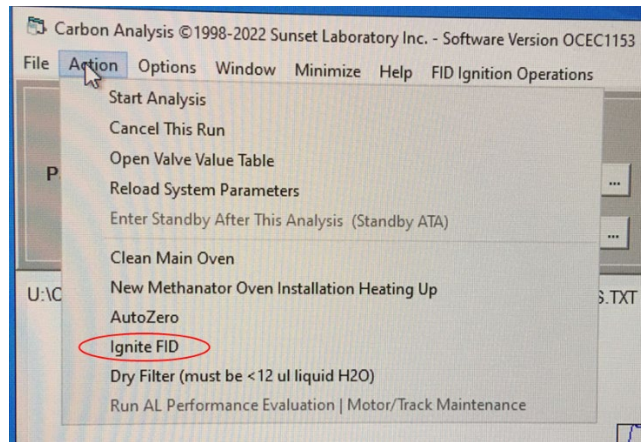 Carbon Analysis ©1998-2022 Sunset Laboratory Inc. - Software Version OCEC1153
File Action Options Window Minimize Help FID Ignition Operations
Start Analysis
Cancel This Run
Open Valve Value Table
P
Reload System Parameters
...
Enter Standby After This Analysis (Standby ATA)
...
Clean Main Oven
U:\C
New Methanator Oven Installation Heating Up
S.TXT
AutoZero
Ignite FID
Dry Filter (must be <12 ul liquid H2O)
Run AL Performance Evaluation | Motor/Track Maintenance